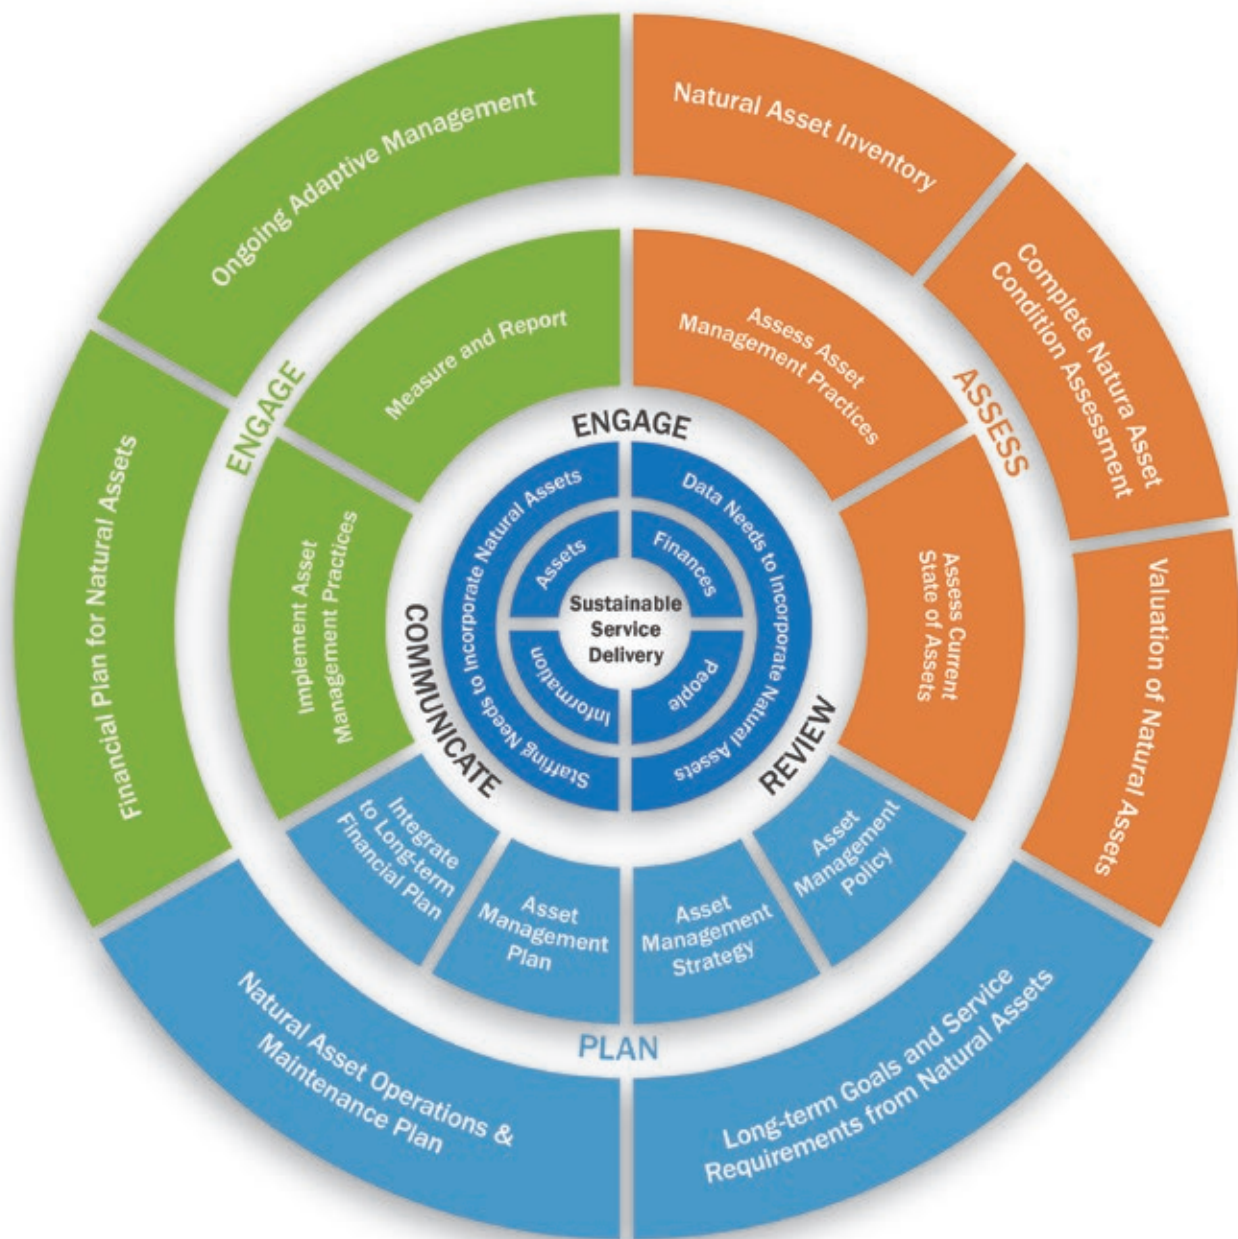 Natural Asset Inventory
Complete Natura Asset
Condition Assessment
Valuation of Natural Assets
Long-term Goals and Service
Requirements from Natural Assets
Natural Asset Operations &
Maintenance Plan
Financial Plan for Natural Assets
Ongoing Adaptive Management
ENGAGE
ASSESS
PLAN
Assess Asset
Management Practices
Assess Current
State of Assets
Asset
Management
Policy
Asset
Management
Strategy
Asset
Management
Plan
Integrate
to Long-term
Financial Plan
Implement Asset
Management Practices
Measure and Report
ENGAGE
REVIEW
COMMUNICATE
Data Needs to Incorporate Natural Assets
Staffing Needs to Incorporate Natural Assets
Assets
Finances
People
Information
Sustainable
Service
Delivery